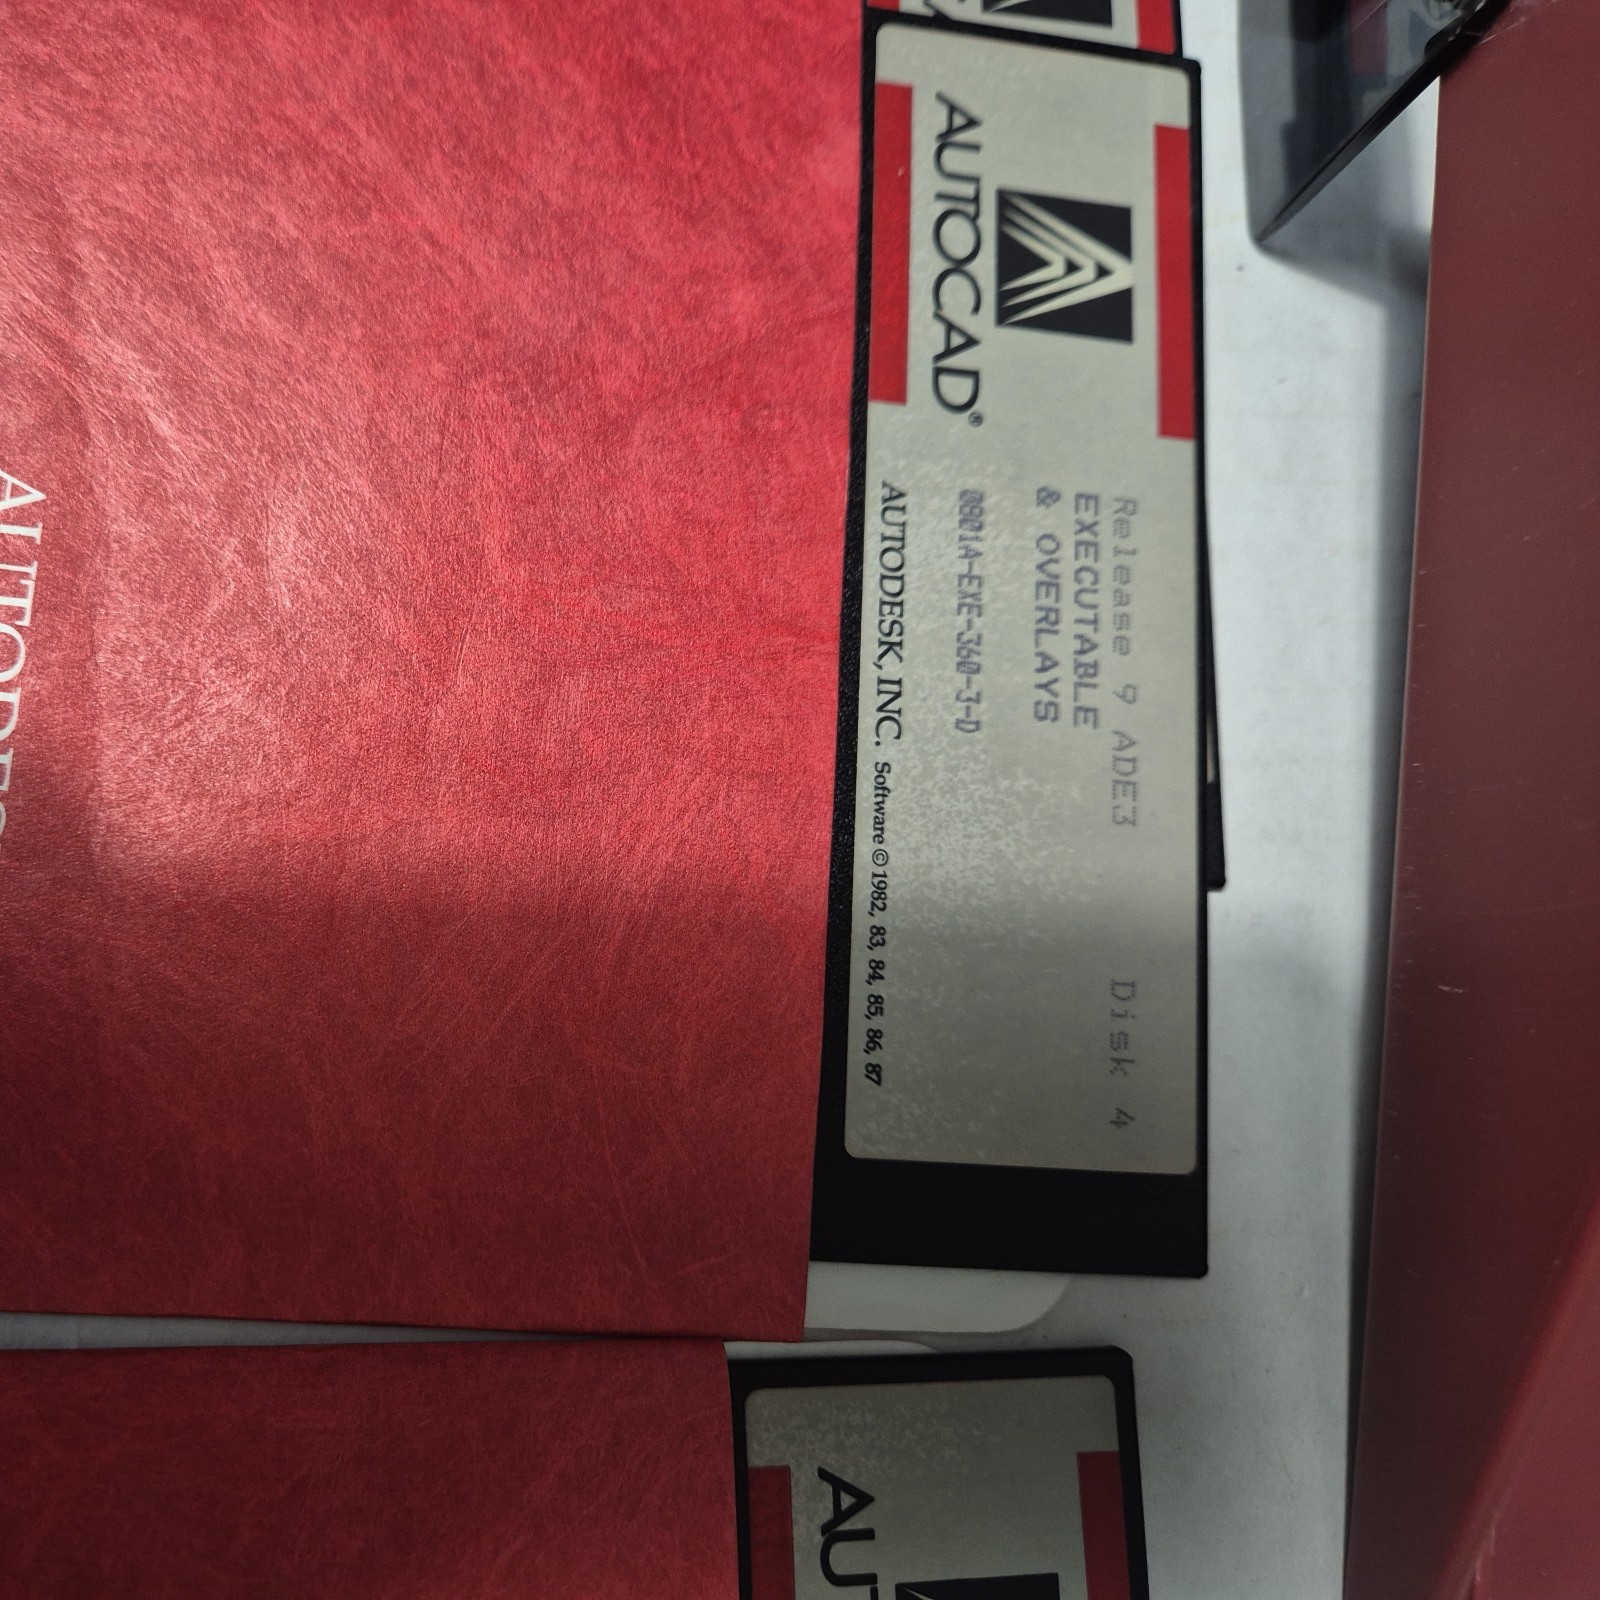 AUTOCAD®
Release 9 ADE3 Disk 4
EXECUTABLE
& OVERLAYS
0901A-EXE-360-3-D
AUTODESK, INC. Software © 1982, 83, 84, 85, 86, 87